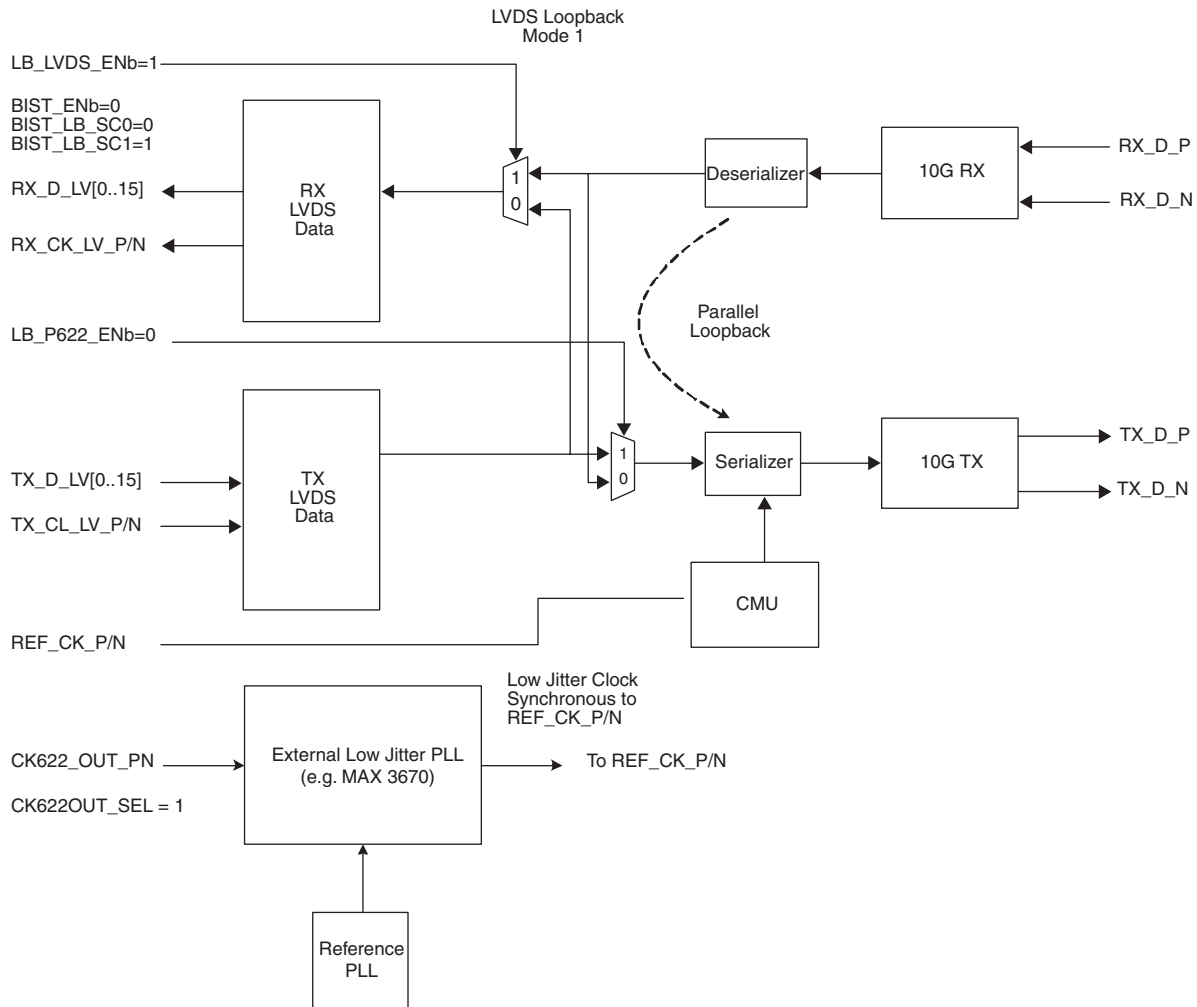 LVDS Loopback
Mode 1
LB_LVDS_ENb=1
BIST_ENb=0
BIST_LB_SC0=0
BIST_LB_SC1=1
RX_D_LV[0..15]
RX_CK_LV_P/N
RX
LVDS
Data
1
0
Deserializer
10G RX
RX_D_P
RX_D_N
LB_P622_ENb=0
Parallel
Loopback
TX_D_LV[0..15]
TX_CL_LV_P/N
TX
LVDS
Data
1
0
Serializer
10G TX
TX_D_P
TX_D_N
CMU
REF_CK_P/N
Low Jitter Clock
Synchronous to
REF_CK_P/N
CK622_OUT_PN
CK622OUT_SEL = 1
External Low Jitter PLL
(e.g. MAX 3670)
To REF_CK_P/N
Reference
PLL